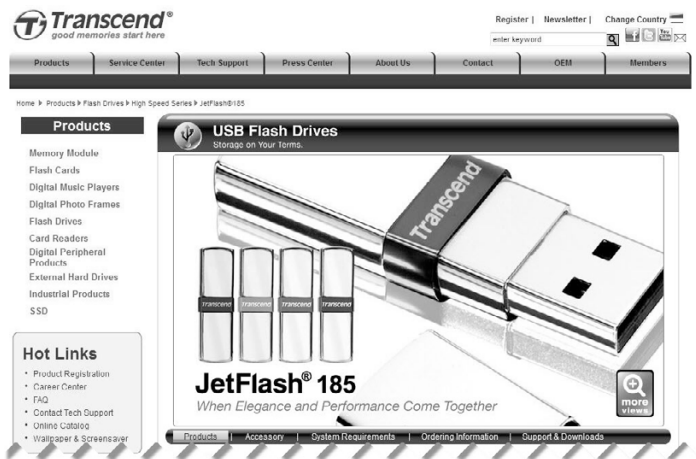 Transcend®
good memories start here
Register | Newsletter | Change Country
enter keyword
Products
Service Center
Tech Support
Press Center
About Us
Contact
OEM
Members
Home Products Flash Drives High Speed Series JetFlash®185
Products
Memory Module
Flash Cards
Digital Music Players
Digital Photo Frames
Flash Drives
Card Readers
Digital Peripheral
Products
External Hard Drives
Industrial Products
SSD
Hot Links
Product Registration
Career Center
FAQ
Contact Tech Support
Online Catalog
Wallpaper & Screensaver
USB Flash Drives
Storage on Your Terms.
Transcend
Transcend
Transcend
Transcend
Transcend
JetFlash® 185
When Elegance and Performance Come Together
more
views
Products | Accessory | System Requirements | Ordering Information | Support & Downloads